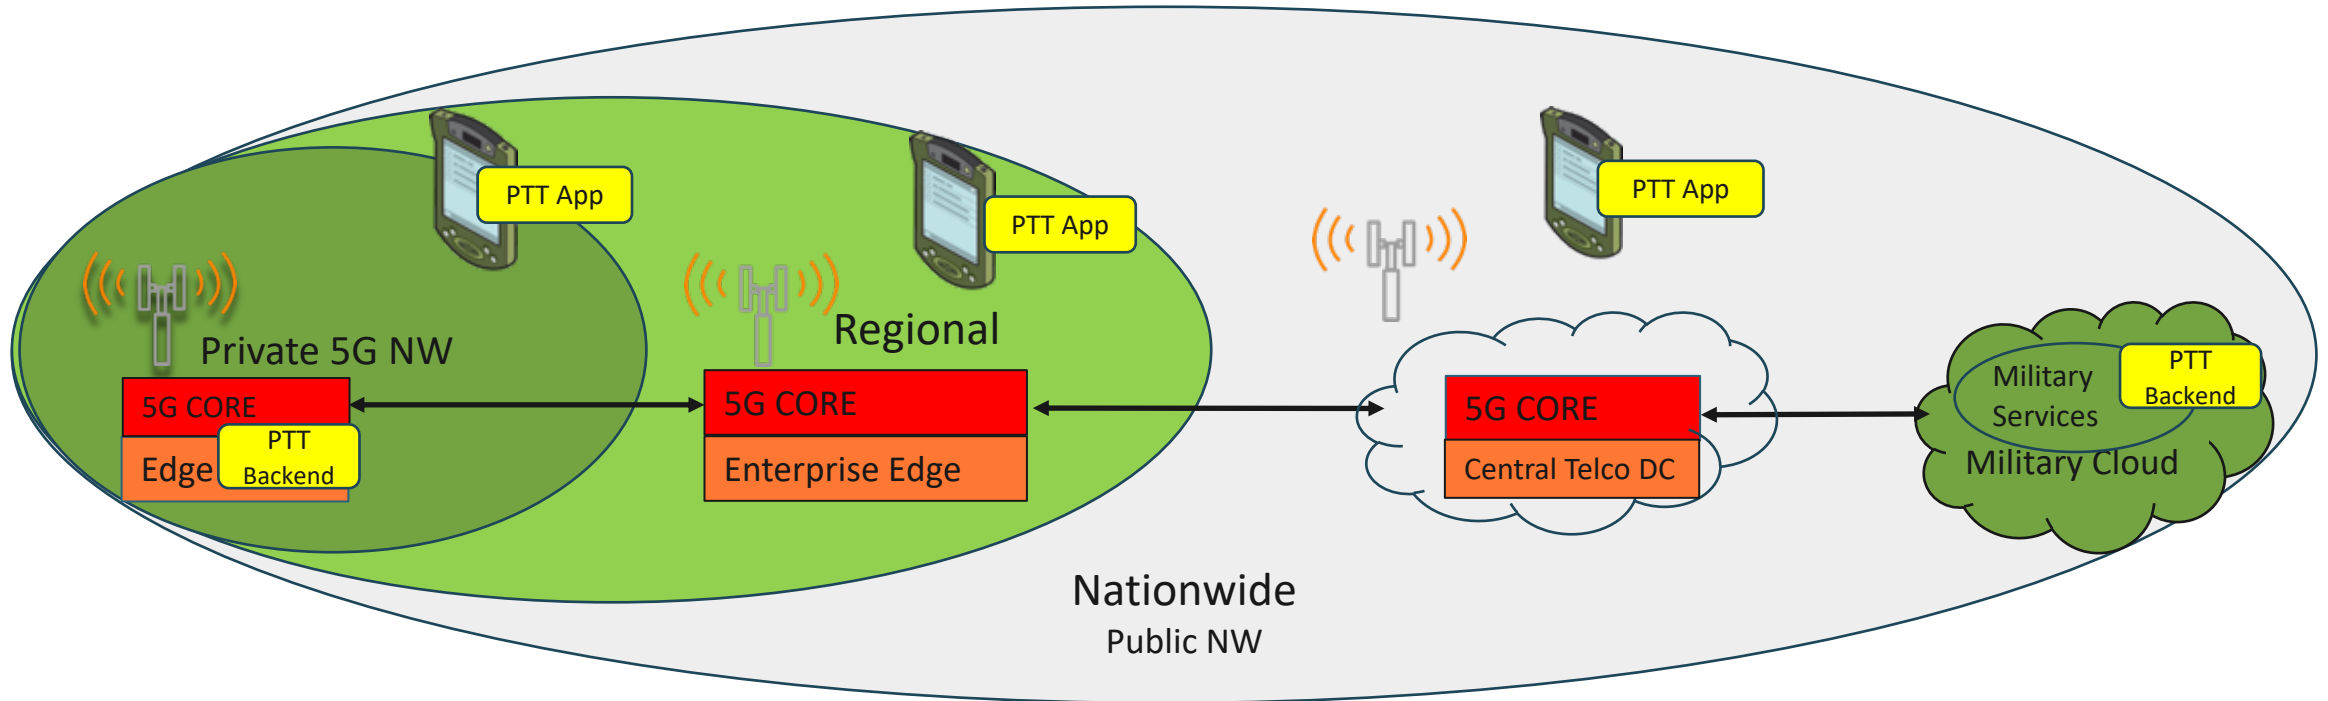 PTT App
PTT App
PTT App
Private 5G NW
5G CORE
Edge
PTT
Backend
Regional
5G CORE
Enterprise Edge
5G CORE
Central Telco DC
Military
Services
PTT
Backend
Military Cloud
Nationwide
Public NW